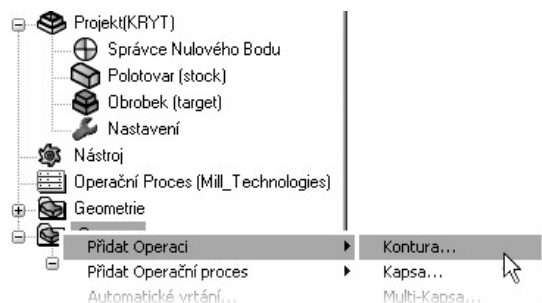 Projekt(KRYT)
Správce Nulového Bodu
Polotovar (stock)
Obrobek (target)
Nastavení
Nástroj
Operační Proces (Mill_Technologies)
Geometrie
Přidat Operaci
Kontura...
Přidat Operační proces
Kapsa...
Automatické vrtání...
Multi-Kapsa...